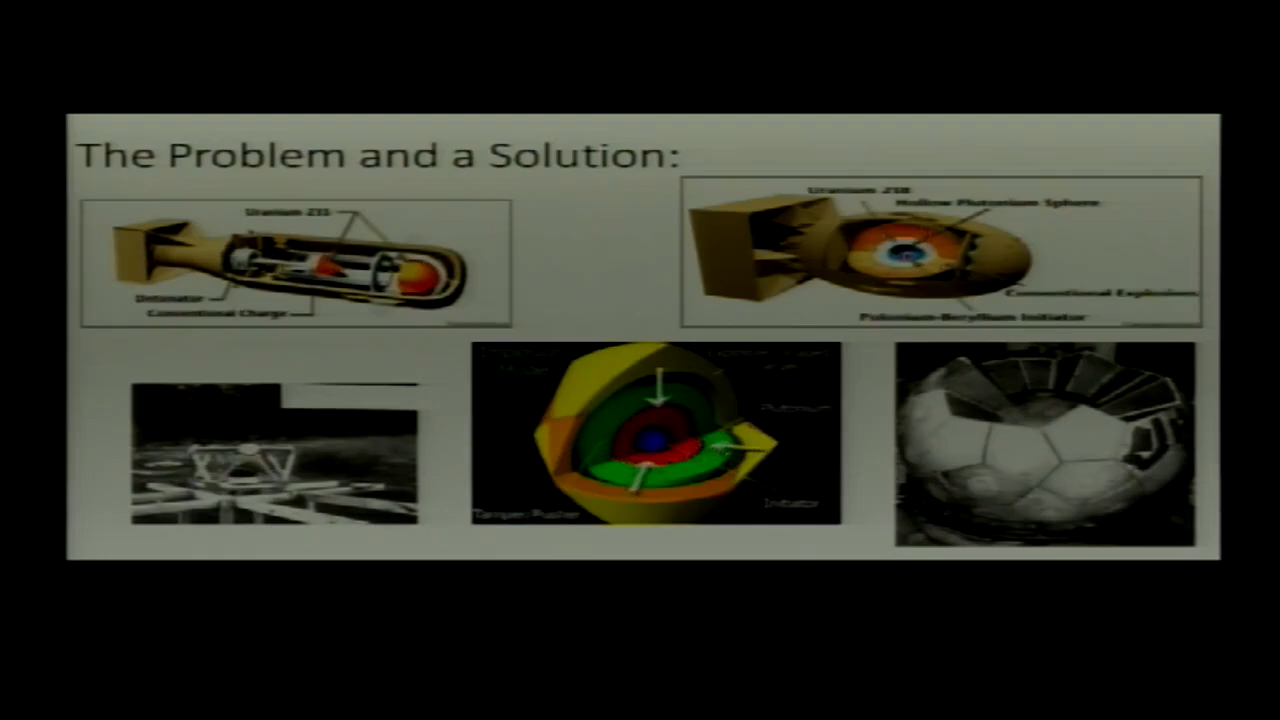 The Problem and a Solution:
Uranium 235
Detonator
Conventional Charge
Uranium 238
Hollow Plutonium Sphere
Conventional Explosives
Polonium-Beryllium Initiator
Plutonium
Initiator
Tamper/Pusher